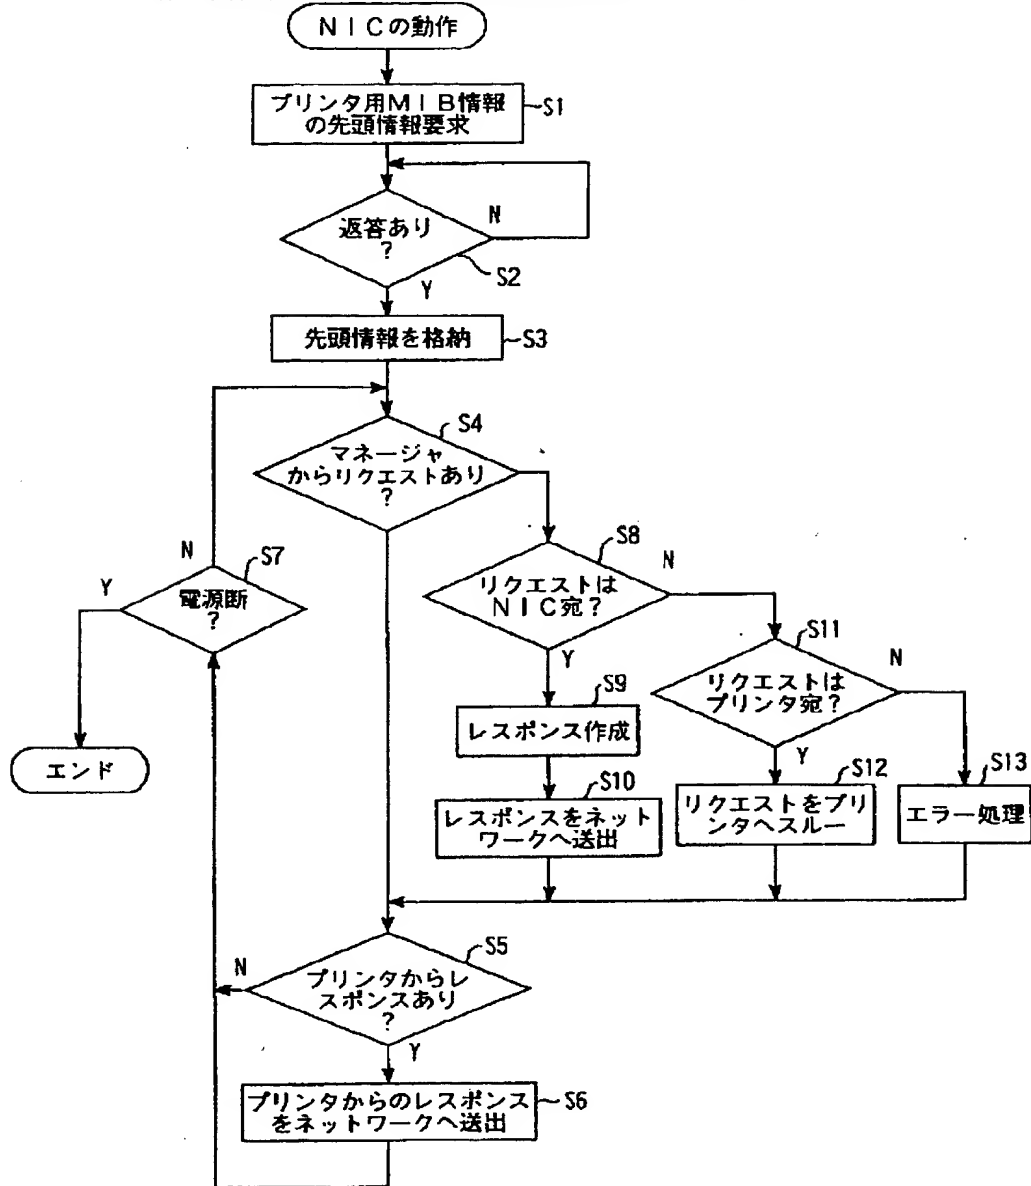 NICの動作
プリンタ用MIB情報
の先頭情報要求
S1
返答あり
?
N
S2
Y
先頭情報を格納
S3
S4
マネージャ
からリクエストあり
?
N
S7
Y
電源断
?
S8
N
リクエストは
NIC宛?
Y
S11
N
リクエストは
プリンタ宛?
Y
S9
レスポンス作成
エンド
S10
レスポンスをネット
ワークへ送出
S12
リクエストをプリ
ンタへスルー
S13
エラー処理
S5
N
プリンタからレ
スポンスあり
?
Y
プリンタからのレスポンス
をネットワークへ送出
S6